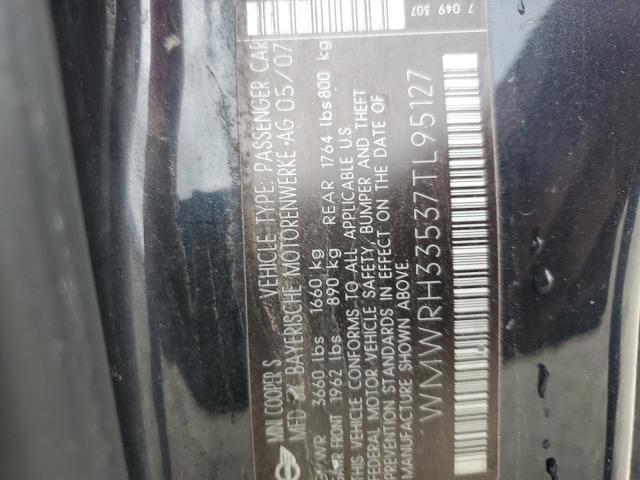 MINI COOPER S VEHICLE TYPE: PASSENGER CAR
MFD BY BAYERISCHE MOTORENWERKE AG 05/07
GVWR 3660 lbs 1660 kg
GAWR FRONT 1962 lbs 890 kg REAR 1764 lbs 800 kg
THIS VEHICLE CONFORMS TO ALL APPLICABLE U.S.
FEDERAL MOTOR VEHICLE SAFETY, BUMPER AND THEFT
PREVENTION STANDARDS IN EFFECT ON THE DATE OF
MANUFACTURE
WMWRH33537TL95127
7 049 307